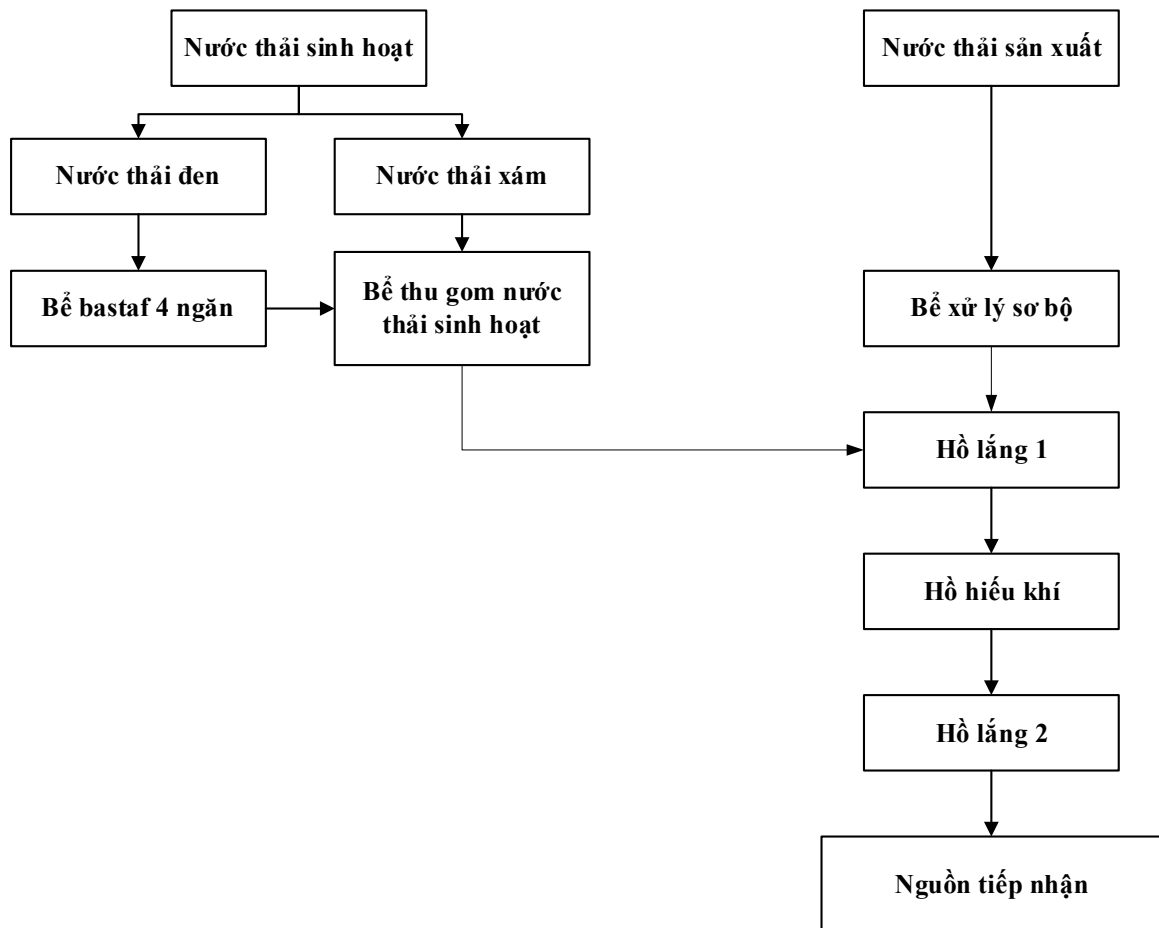 Nước thải sinh hoạt
Nước thải sản xuất
Nước thải đen
Nước thải xám
Bể bastaf 4 ngăn
Bể thu gom nước
thải sinh hoạt
Bể xử lý sơ bộ
Hồ lắng 1
Hồ hiếu khí
Hồ lắng 2
Nguồn tiếp nhận